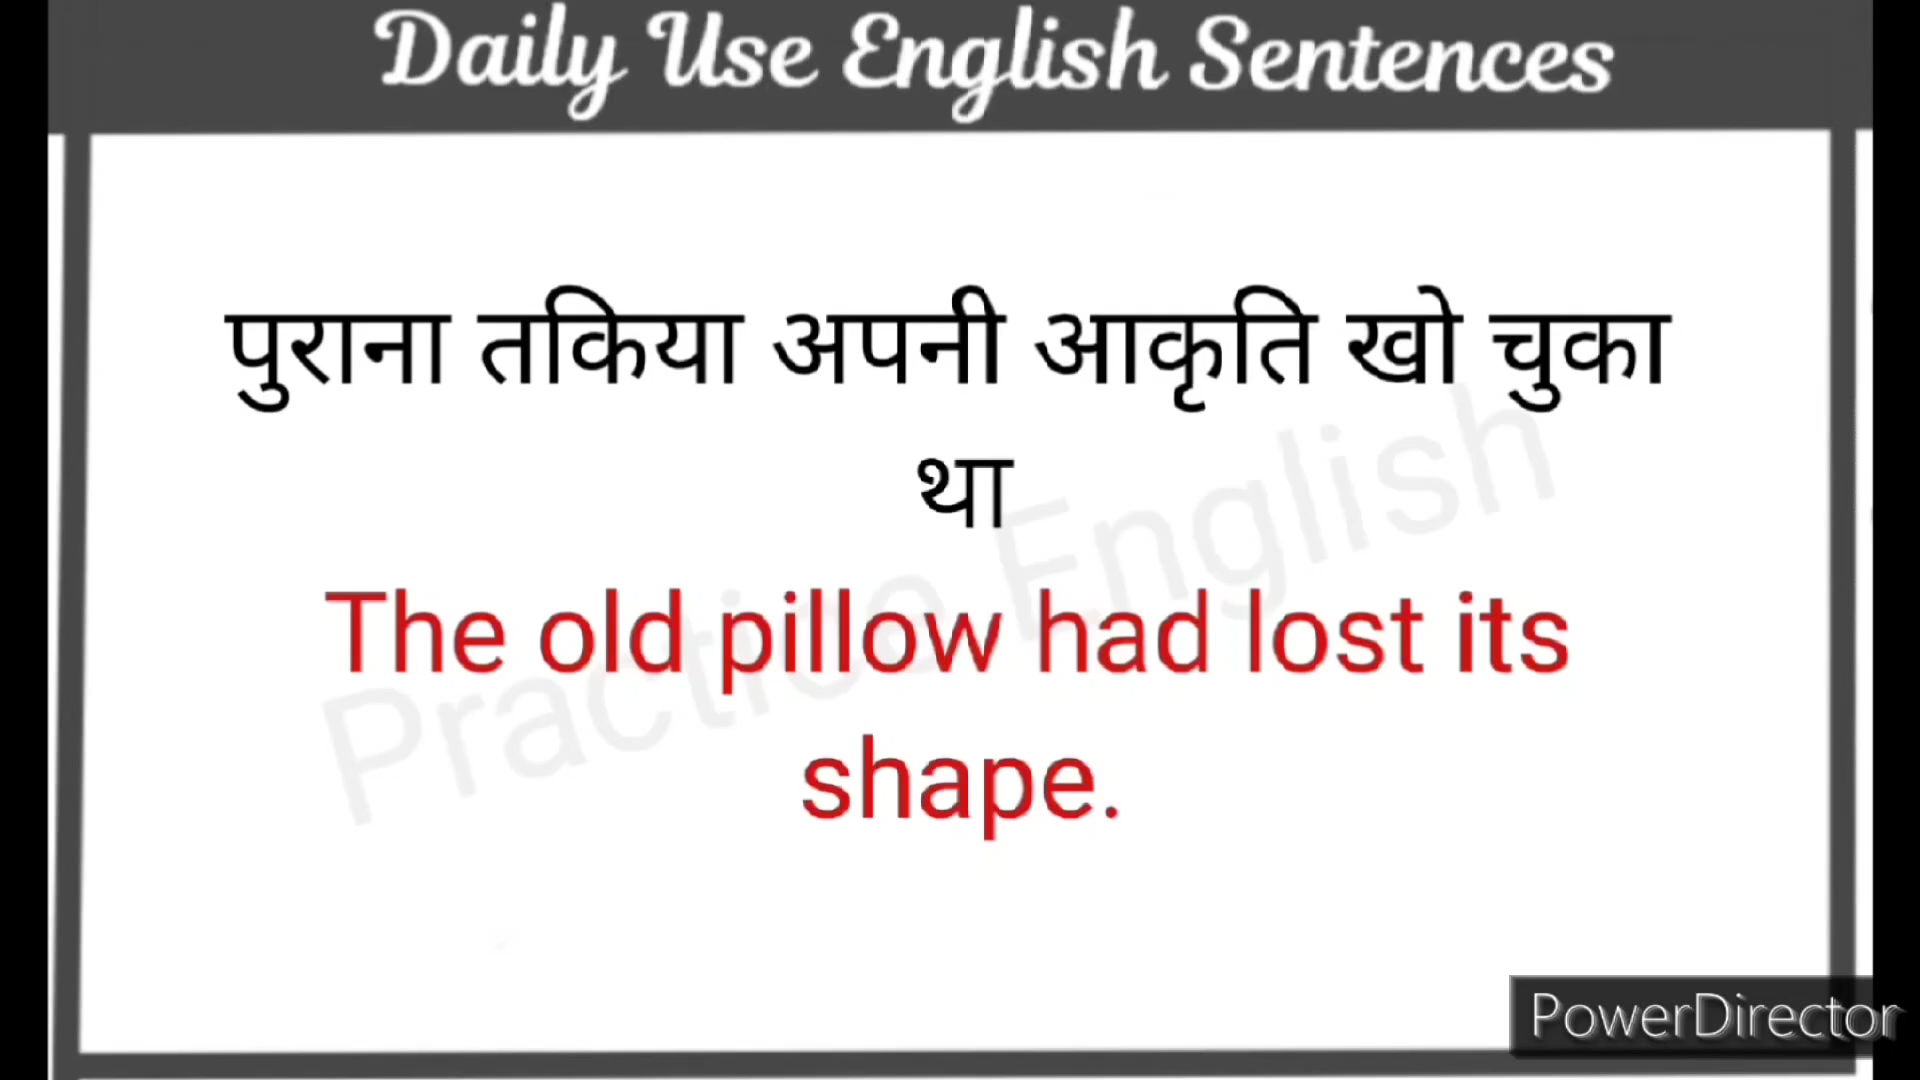 Daily Use English Sentences
पुराना तकिया अपनी आकृति खो चुका
था
The old pillow had lost its
shape.
Practice English
PowerDirector